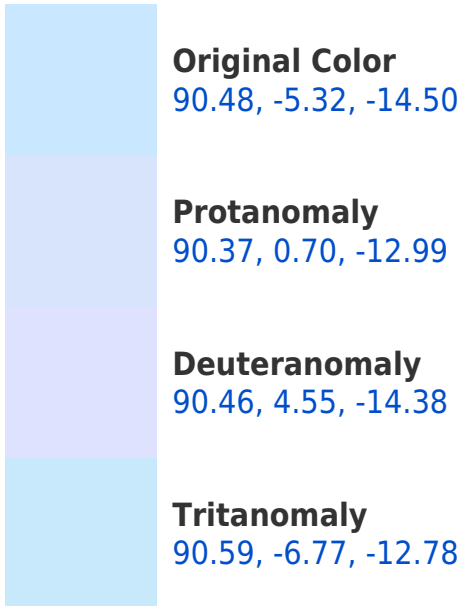 Original Color
90.48, -5.32, -14.50
Protanomaly
90.37, 0.70, -12.99
Deuteranomaly
90.46, 4.55, -14.38
Tritanomaly
90.59, -6.77, -12.78